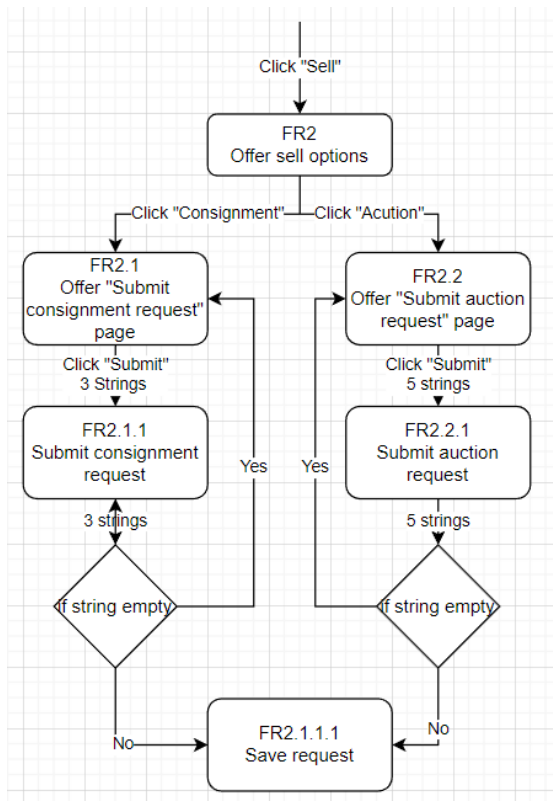 Click "Sell"
FR2
Offer sell options
Click "Consignment"
Click "Acution"
FR2.1
Offer "Submit
consignment request"
page
FR2.2
Offer "Submit auction
request" page
Click "Submit"
3 Strings
Click "Submit"
5 strings
FR2.1.1
Submit consignment
request
FR2.2.1
Submit auction
request
Yes
Yes
3 strings
5 strings
If string empty
If string empty
No
No
FR2.1.1.1
Save request